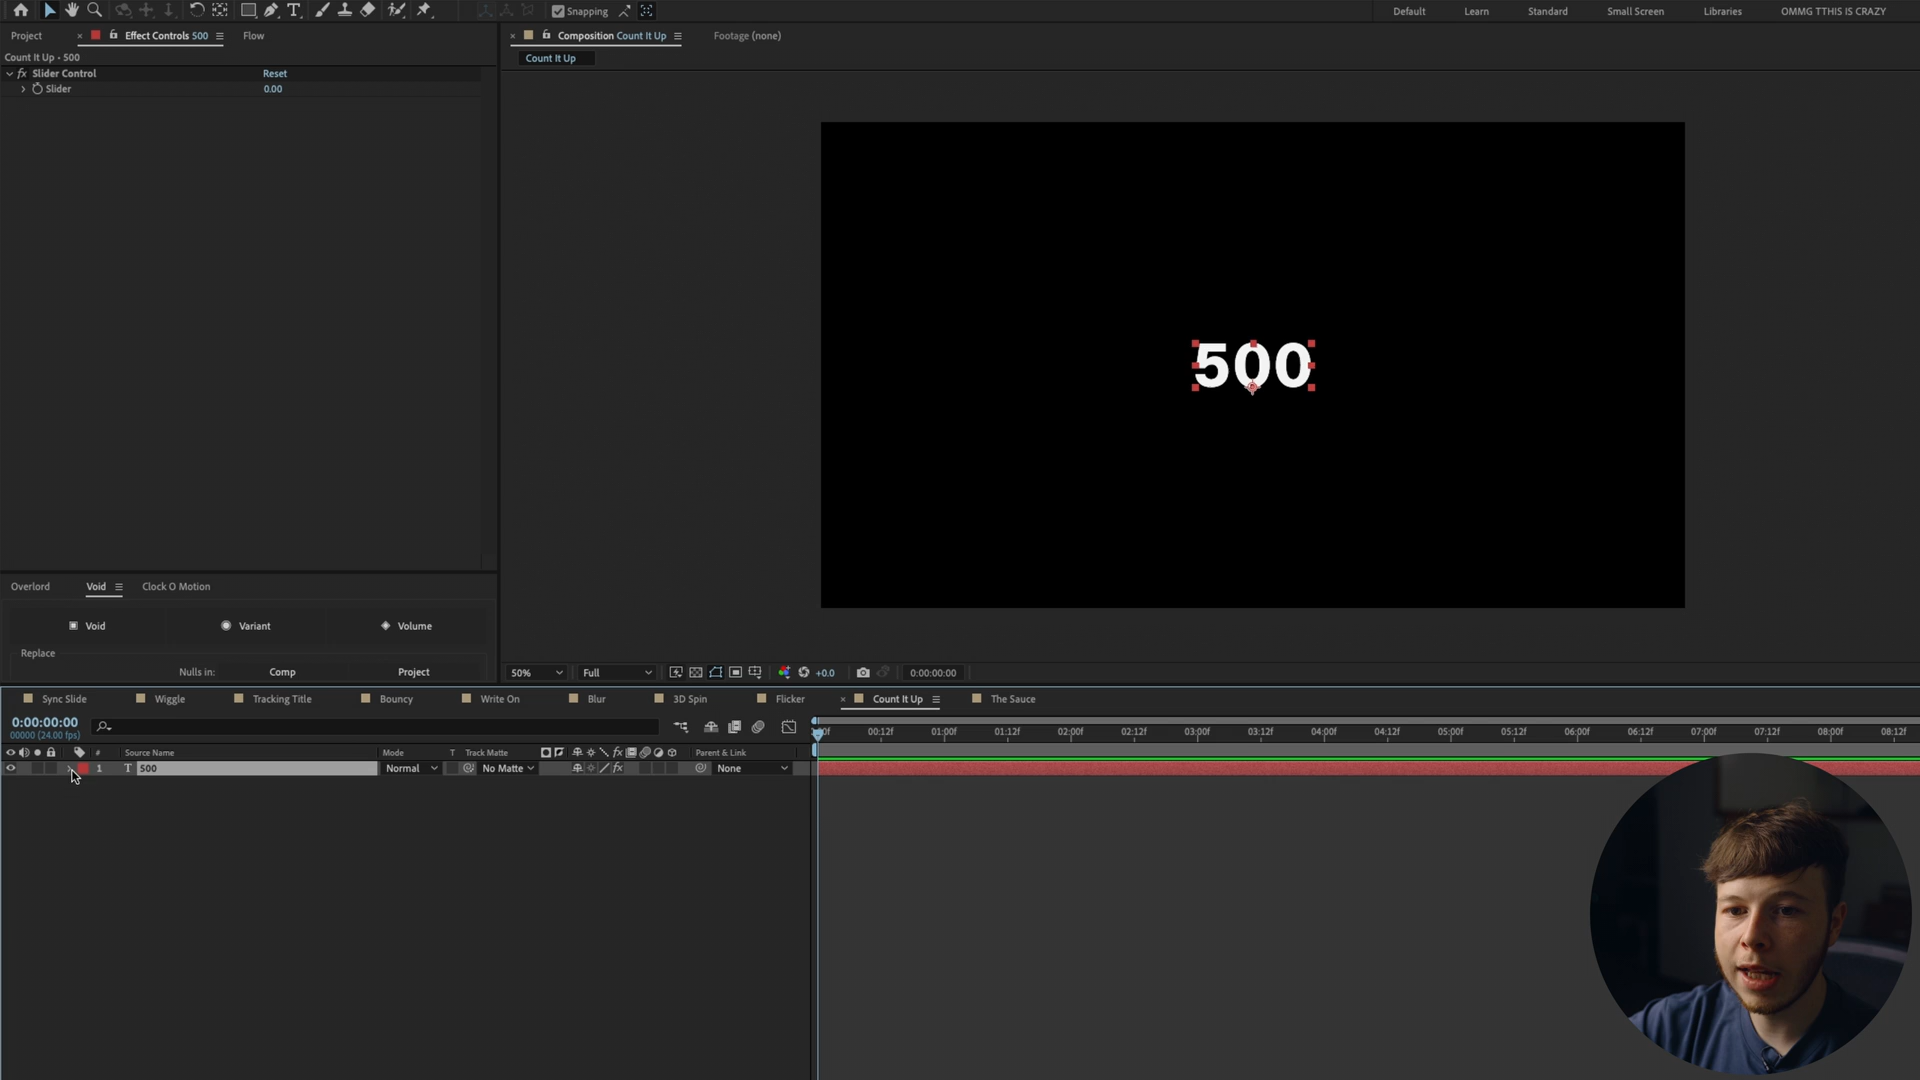 Snapping
Default Learn Standard Small Screen Libraries OMMG TTHIS IS CRAZY
Project × Effect Controls 500 Flow
Count It Up • 500
fx Slider Control Reset
Slider 0.00
× Composition Count It Up Footage (none)
Count It Up
500
Overlord Void Clock O Motion
Void Variant Volume
Replace
Nulls in: Comp Project
50% Full +0.0 0:00:00:00
Sync Slide Wiggle Tracking Title Bouncy Write On Blur 3D Spin Flicker × Count It Up The Sauce
0:00:00:00
00000 (24.00 fps)
00:12f 01:00f 01:12f 02:00f 02:12f 03:00f 03:12f 04:00f 04:12f 05:00f 05:12f 06:00f 06:12f 07:00f 07:12f 08:00f 08:12f
# Source Name Mode T Track Matte fx Parent & Link
1 T 500 Normal No Matte fx None